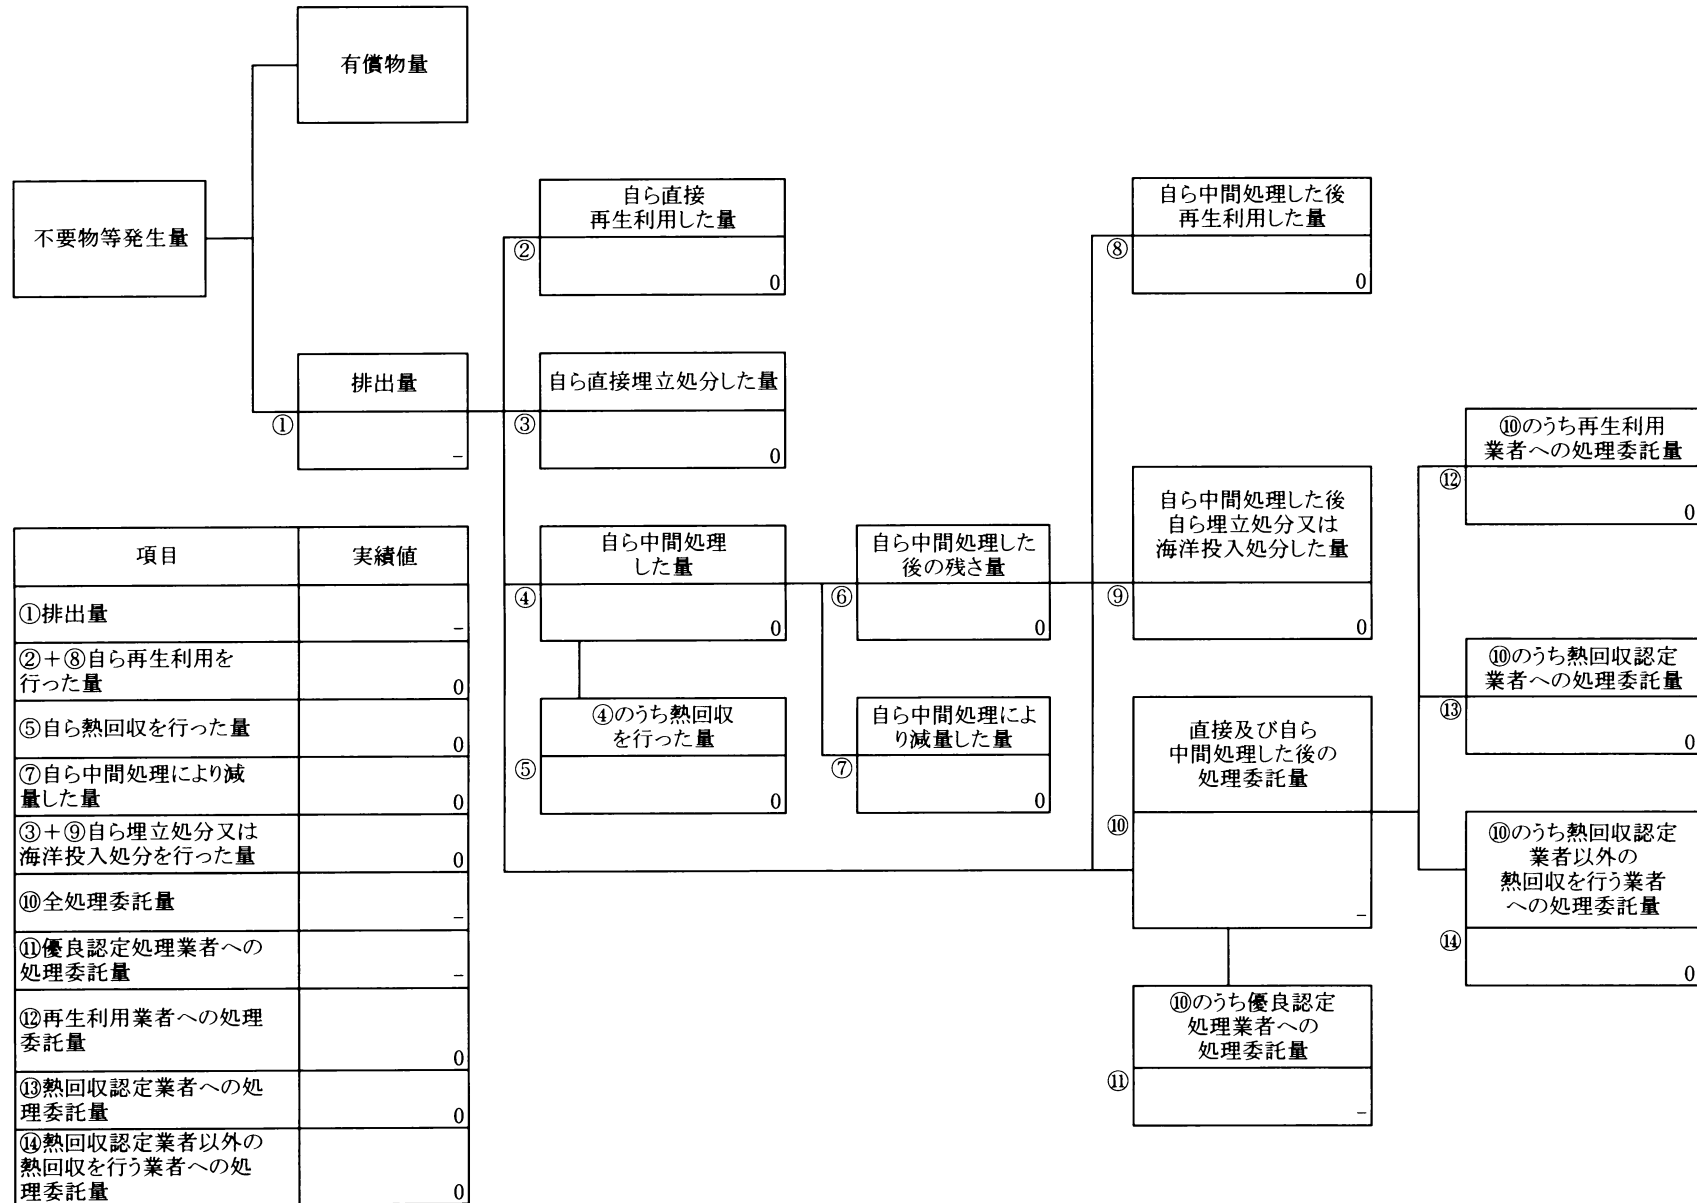 有償物量
不要物等発生量
排出量
①
－
自ら直接
再生利用した量
②
0
自ら直接埋立処分した量
③
0
自ら中間処理
した量
④
0
④のうち熱回収
を行った量
⑤
0
自ら中間処理した
後の残さ量
⑥
0
自ら中間処理によ
り減量した量
⑦
0
自ら中間処理した後
再生利用した量
⑧
0
自ら中間処理した後
自ら埋立処分又は
海洋投入処分した量
⑨
0
直接及び自ら
中間処理した後の
処理委託量
⑩
－
⑩のうち優良認定
処理業者への
処理委託量
⑪
－
⑩のうち再生利用
業者への処理委託量
⑫
0
⑩のうち熱回収認定
業者への処理委託量
⑬
0
⑩のうち熱回収認定
業者以外の
熱回収を行う業者
への処理委託量
⑭
0
項目 実績値
①排出量
－
②＋⑧自ら再生利用を
行った量 0
⑤自ら熱回収を行った量
0
⑦自ら中間処理により減
量した量 0
③＋⑨自ら埋立処分又は
海洋投入処分を行った量 0
⑩全処理委託量
－
⑪優良認定処理業者への
処理委託量 －
⑫再生利用業者への処理
委託量
0
⑬熱回収認定業者への処
理委託量 0
⑭熱回収認定業者以外の
熱回収を行う業者への処
理委託量 0